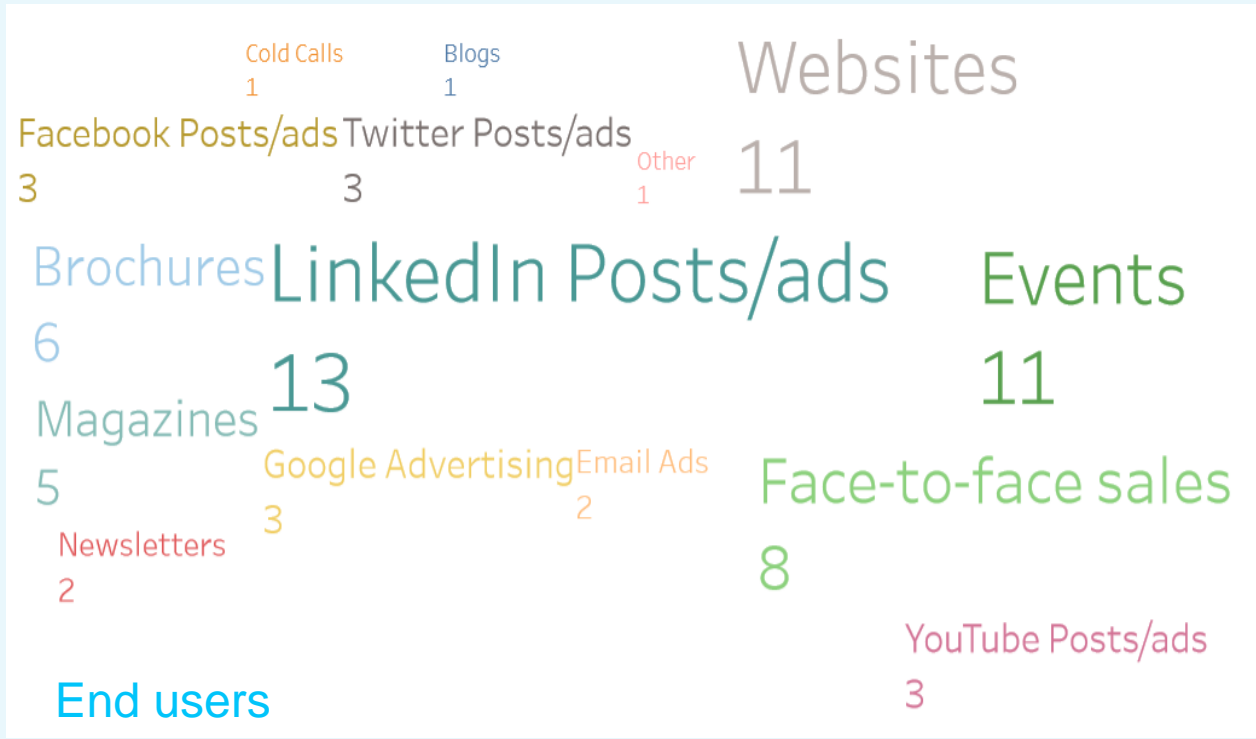 Cold Calls
1
Blogs
1
Websites
11
Facebook Posts/ads
3
Twitter Posts/ads
3
Other
1
Brochures
6
LinkedIn Posts/ads
13
Events
11
Magazines
5
Google Advertising
3
Email Ads
2
Face-to-face sales
8
Newsletters
2
YouTube Posts/ads
3
End users